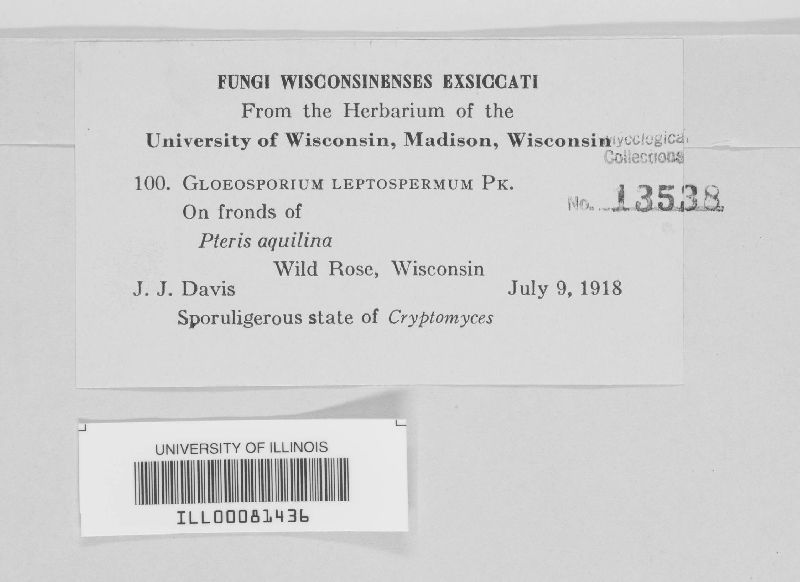 FUNGI WISCONSINENSES EXSICCATI
From the Herbarium of the
University of Wisconsin, Madison, Wisconsin
Mycological
Collections
No. 13538
100. GLOEOSPORIUM LEPTOSPERMUM PK.
On fronds of
Pteris aquilina
Wild Rose, Wisconsin
J. J. Davis July 9, 1918
Sporuligerous state of Cryptomyces
UNIVERSITY OF ILLINOIS
ILL00081436